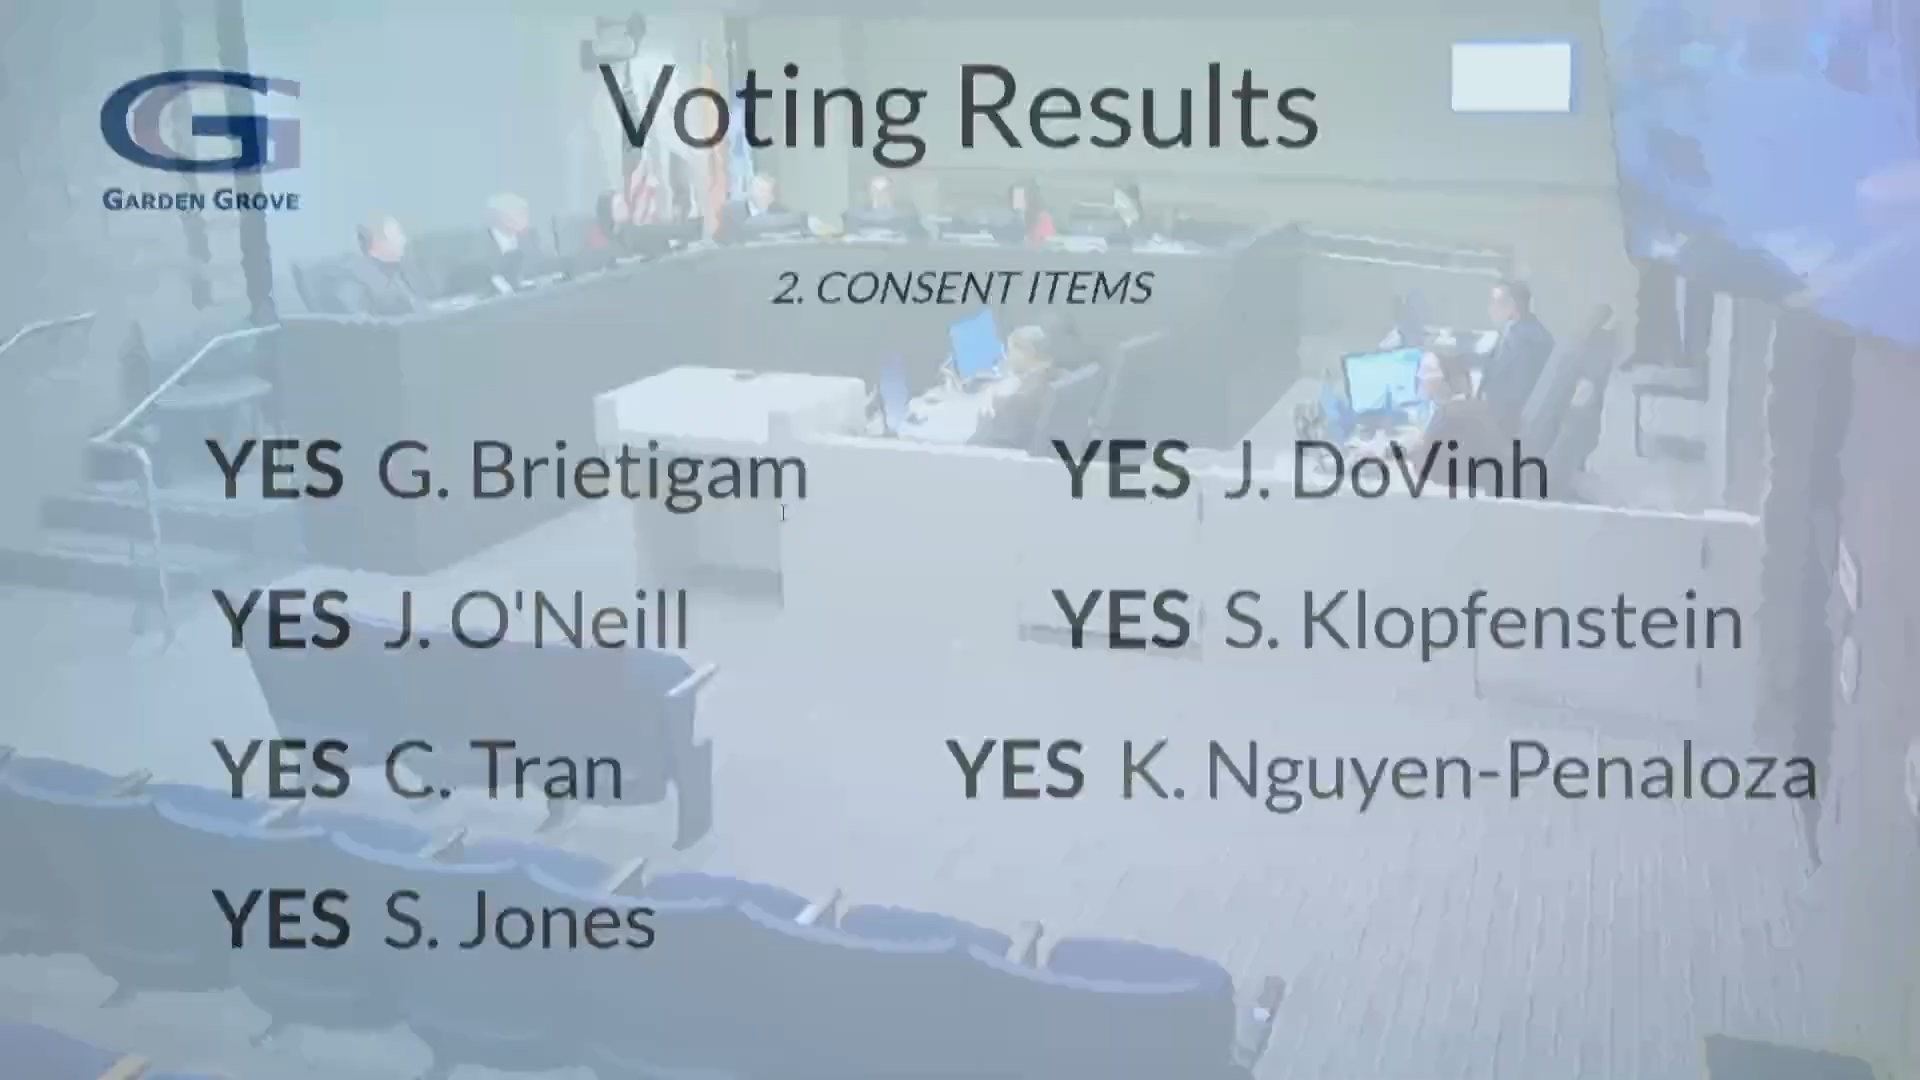 GARDEN GROVE
Voting Results
2. CONSENT ITEMS
YES G. Brietigam
YES J. DoVinh
YES J. O'Neill
YES S. Klopfenstein
YES C. Tran
YES K. Nguyen-Penaloza
YES S. Jones